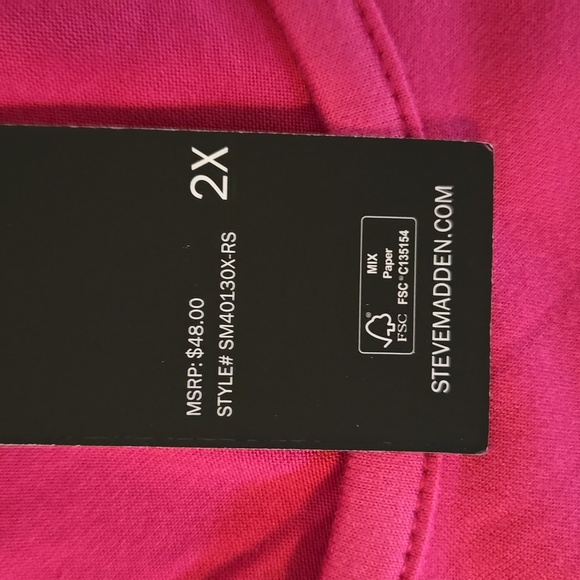 MSRP: $48.00
STYLE# SM40130X-RS
2X
FSC®
MIX
Paper
FSC® C135154
STEVEMADDEN.COM